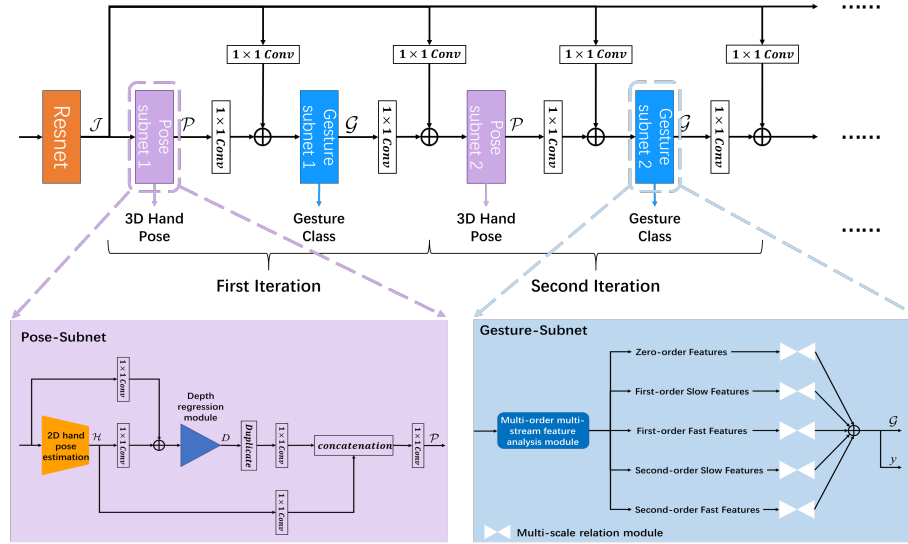 ……
1 × 1 Conv
1 × 1 Conv
1 × 1 Conv
1 × 1 Conv
Resnet
𝒥
Pose
subnet 1
𝒫
1 × 1 Conv
Gesture
subnet 1
𝒢
1 × 1 Conv
Pose
subnet 2
𝒫
1 × 1 Conv
Gesture
subnet 2
𝒢
1 × 1 Conv
……
3D Hand
Pose
Gesture
Class
3D Hand
Pose
Gesture
Class
……
First Iteration
Second Iteration
Pose-Subnet
1 × 1 Conv
2D hand
pose
estimation
ℋ
1 × 1 Conv
Depth
regression
module
D
Duplicate
1 × 1 Conv
concatenation
1 × 1 Conv
𝒫
1 × 1 Conv
Gesture-Subnet
Multi-order multi-
stream feature
analysis module
Zero-order Features
First-order Slow Features
First-order Fast Features
Second-order Slow Features
Second-order Fast Features
𝒢
y
Multi-scale relation module